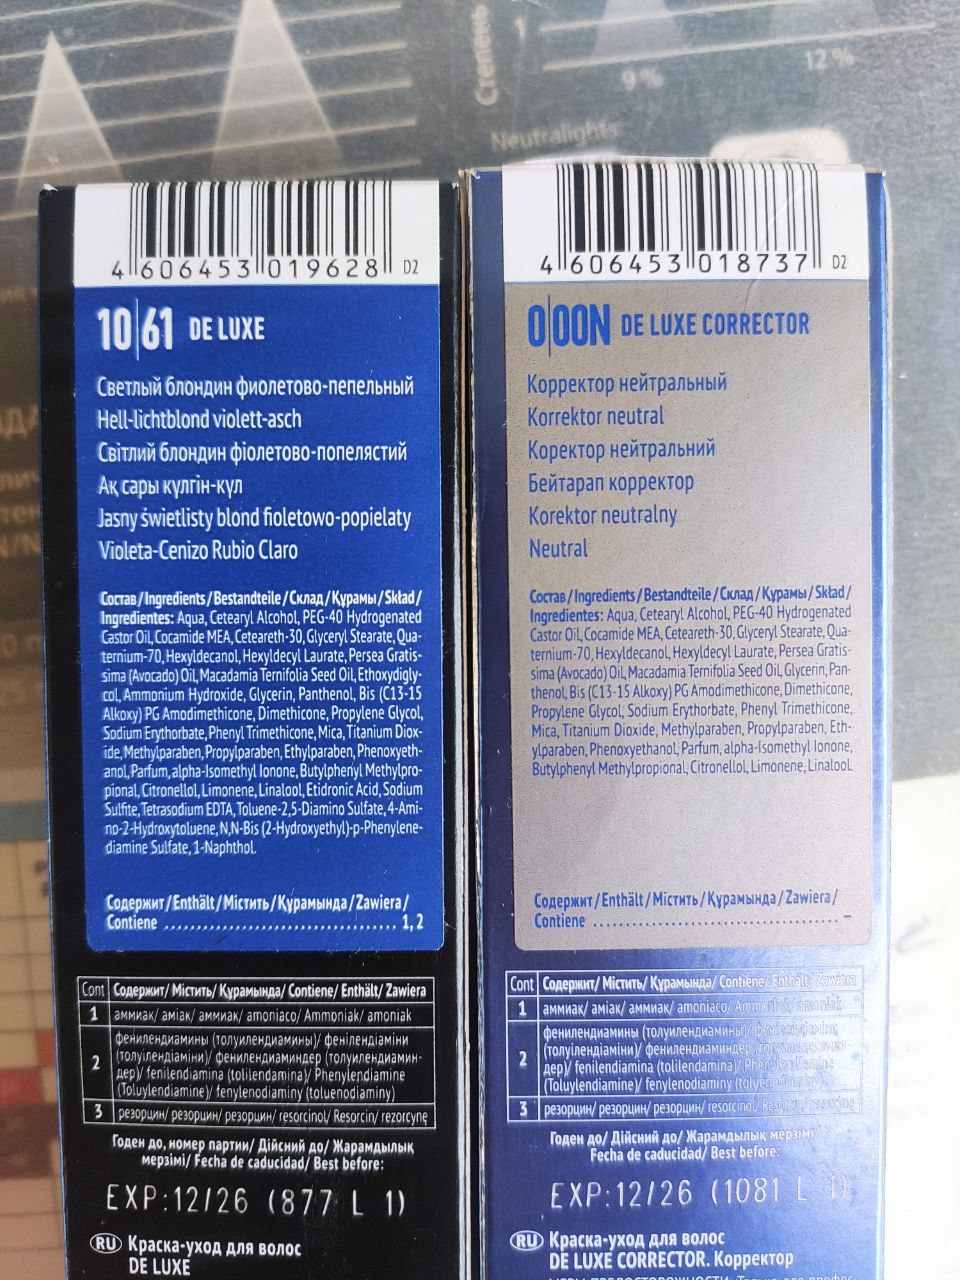 Cremeto
1
9%
12%
Neutralights
4 606453 019628 D2
10|61 DE LUXE
Светлый блондин фиолетово-пепельный
Hell-lichtblond violett-asch
Світлий блондин фіолетово-попелястий
Ақ сары күлгін-күл
Jasny świetlisty blond fioletowo-popielaty
Violeta-Cenizo Rubio Claro
Состав/Ingredients/Bestandteile/Склад/Құрамы/Skład/
Ingredientes: Aqua, Cetearyl Alcohol, PEG-40 Hydrogenated
Castor Oil, Cocamide MEA, Ceteareth-30, Glyceryl Stearate, Qua-
ternium-70, Hexyldecanol, Hexyldecyl Laurate, Persea Gratis-
sima (Avocado) Oil, Macadamia Ternifolia Seed Oil, Ethoxydigly-
col, Ammonium Hydroxide, Glycerin, Panthenol, Bis (C13-15
Alkoxy) PG Amodimethicone, Dimethicone, Propylene Glycol,
Sodium Erythorbate, Phenyl Trimethicone, Mica, Titanium Diox-
ide, Methylparaben, Propylparaben, Ethylparaben, Phenoxyeth-
anol, Parfum, alpha-Isomethyl Ionone, Butylphenyl Methylpro-
pional, Citronellol, Limonene, Linalool, Etidronic Acid, Sodium
Sulfite, Tetrasodium EDTA, Toluene-2,5-Diamino Sulfate, 4-Ami-
no-2-Hydroxytoluene, N,N-Bis (2-Hydroxyethyl)-p-Phenylene-
diamine Sulfate, 1-Naphthol.
Содержит/Enthält/Містить/Құрамында/Zawiera/
Contiene .................................... 1, 2
Cont Содержит/ Містить/ Құрамында/ Contiene/ Enthält/ Zawiera
1 аммиак/ аміак/ аммиак/ amoniaco/ Ammoniak/ amoniak
2 фенилендиамины (толуилендиамины)/ фенілендіаміни
(толуілендіаміни)/ фенилендиаминдер (толуилендиамин-
дер)/ fenilendiamina (tolilendamina)/ Phenylendiamine
(Toluylendiamine)/ fenylenodiaminy (toluenodiaminy)
3 резорцин/ резорцин/ резорцин/ resorcinol/ Resorcin/ rezorcynę
Годен до, номер партии/ Дійсний до/ Жарамдылық
мерзімі/ Fecha de caducidad/ Best before:
EXP:12/26 (877 L 1)
RU Краска-уход для волос
DE LUXE
4 606453 018737 D2
0|00N DE LUXE CORRECTOR
Корректор нейтральный
Korrektor neutral
Коректор нейтральний
Бейтарап корректор
Korektor neutralny
Neutral
Состав/Ingredients/Bestandteile/Склад/Құрамы/Skład/
Ingredientes: Aqua, Cetearyl Alcohol, PEG-40 Hydrogenated
Castor Oil, Cocamide MEA, Ceteareth-30, Glyceryl Stearate, Qua-
ternium-70, Hexyldecanol, Hexyldecyl Laurate, Persea Gratis-
sima (Avocado) Oil, Macadamia Ternifolia Seed Oil, Glycerin, Pan-
thenol, Bis (C13-15 Alkoxy) PG Amodimethicone, Dimethicone,
Propylene Glycol, Sodium Erythorbate, Phenyl Trimethicone,
Mica, Titanium Dioxide, Methylparaben, Propylparaben, Eth-
ylparaben, Phenoxyethanol, Parfum, alpha-Isomethyl Ionone,
Butylphenyl Methylpropional, Citronellol, Limonene, Linalool.
Содержит/Enthält/Містить/Құрамында/Zawiera/
Contiene .................................... –
Cont Содержит/ Містить/ Құрамында/ Contiene/ Enthält/ Zawiera
1 аммиак/ аміак/ аммиак/ amoniaco/ Ammoniak/ amoniak
2 фенилендиамины (толуилендиамины)/
(толуілендіаміни)/ фенилендиаминдер
дер)/ fenilendiamina (tolilendamina)/ Phenylendiamine
(Toluylendiamine)/ fenylenodiaminy
3 резорцин/ резорцин/ резорцин/ resorcinol/
Годен до/ Дійсний до/ Жарамдылық мерзімі/
Fecha de caducidad/ Best before:
EXP:12/26 (1081 L 1)
RU Краска-уход для волос
DE LUXE CORRECTOR. Корректор